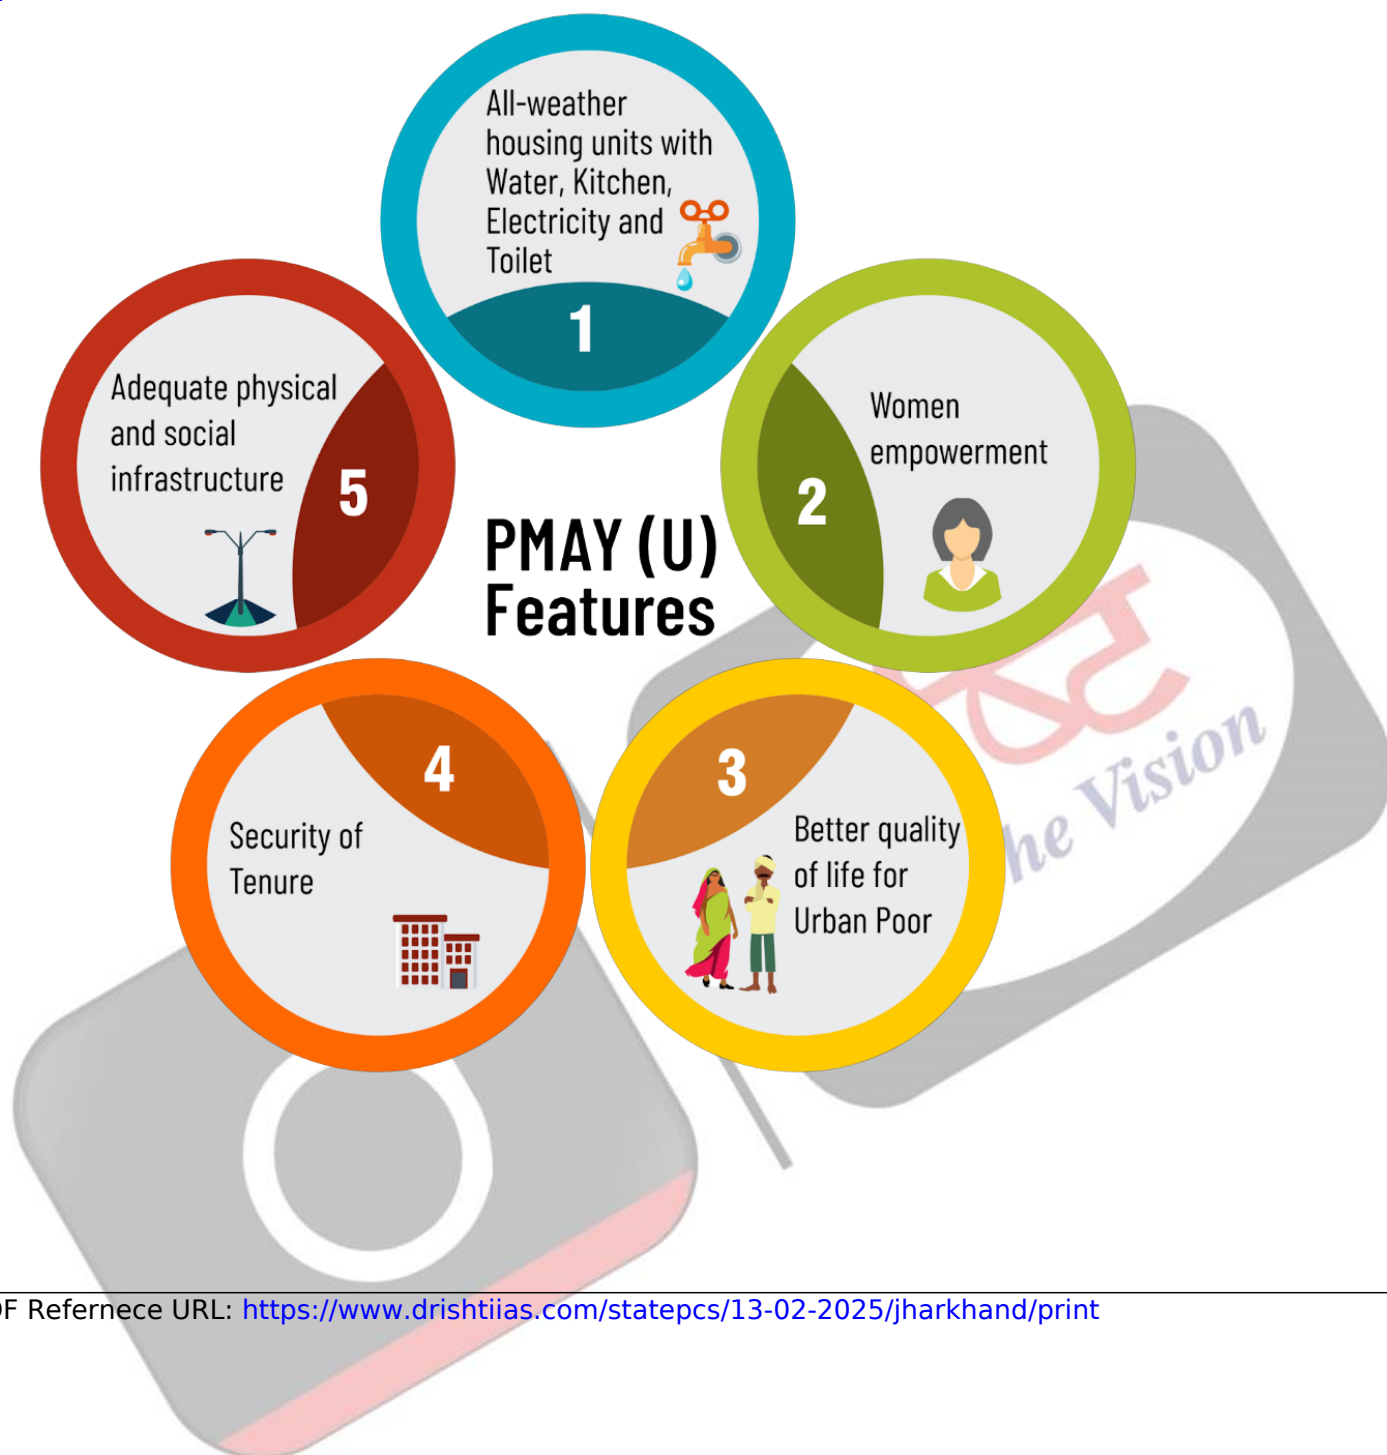 All-weather
housing units with
Water, Kitchen,
Electricity and
Toilet
1
Women
empowerment
2
3
Better quality
of life for
Urban Poor
4
Security of
Tenure
Adequate physical
and social
infrastructure
5
PMAY (U)
Features
he Vision
F Refernece URL: https://www.drishtiias.com/statepcs/13-02-2025/jharkhand/print